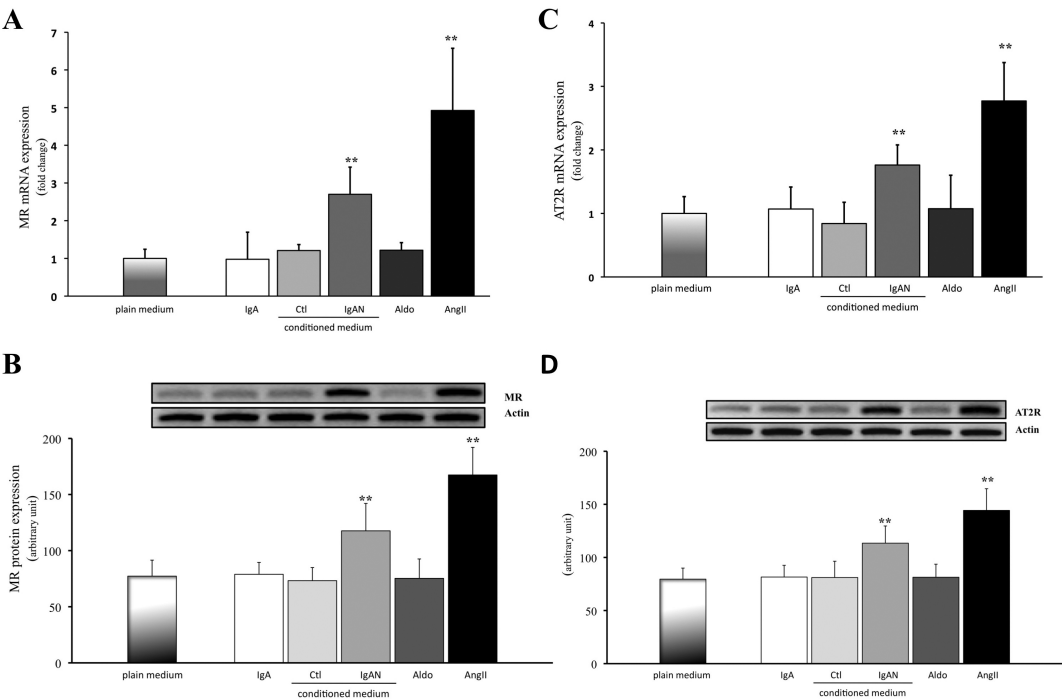 A
MR mRNA expression
(fold change)
7
6
5
4
3
2
1
0
**
**
plain medium
IgA
Ctl
IgAN
Aldo
AngII
conditioned medium
C
AT2R mRNA expression
(fold change)
4
3
2
1
0
**
**
plain medium
IgA
Ctl
IgAN
Aldo
AngII
conditioned medium
B
MR
Actin
MR protein expression
(arbitrary unit)
200
150
100
50
0
**
**
plain medium
IgA
Ctl
IgAN
Aldo
AngII
conditioned medium
D
AT2R
Actin
(arbitrary unit)
200
150
100
50
0
**
**
plain medium
IgA
Ctl
IgAN
Aldo
AngII
conditioned medium